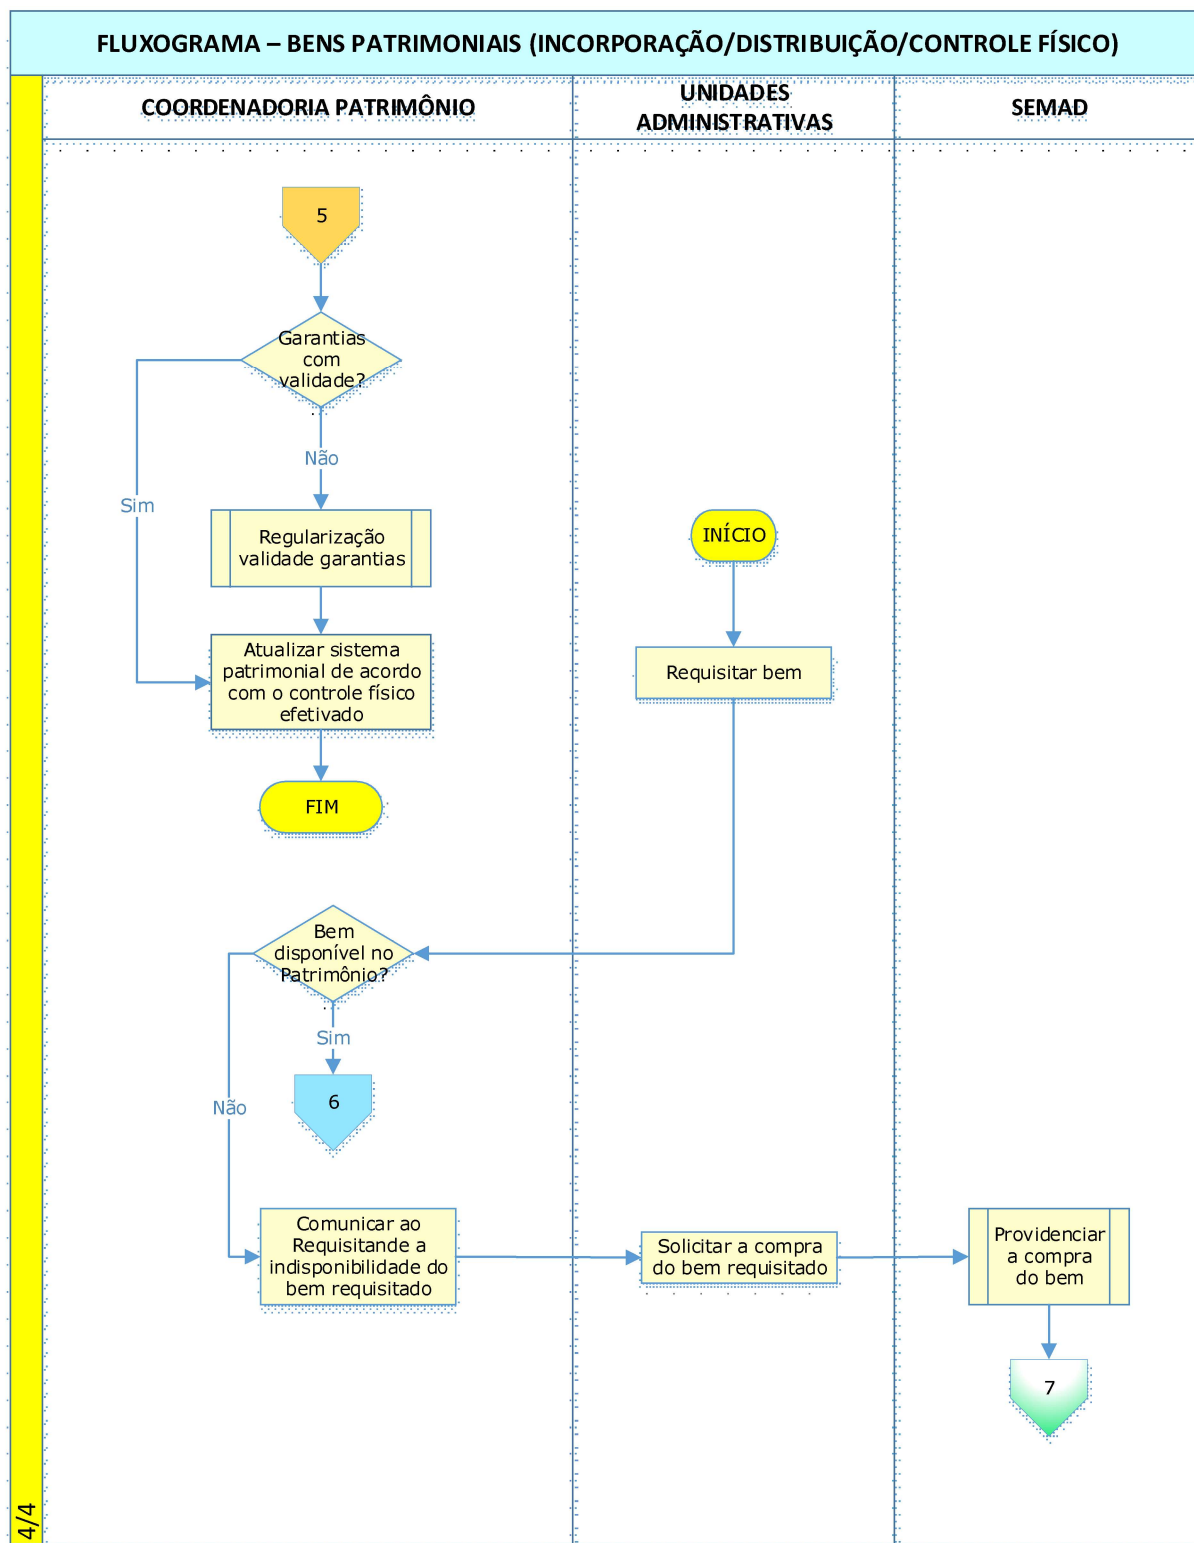 FLUXOGRAMA – BENS PATRIMONIAIS (INCORPORAÇÃO/DISTRIBUIÇÃO/CONTROLE FÍSICO)
COORDENADORIA PATRIMÔNIO
UNIDADES
ADMINISTRATIVAS
SEMAD
5
Garantias
com
validade?
Não
Sim
Regularização
validade garantias
INÍCIO
Atualizar sistema
patrimonial de acordo
com o controle físico
efetivado
Requisitar bem
FIM
Bem
disponível no
Patrimônio?
Sim
Não
6
Comunicar ao
Requisitande a
indisponibilidade do
bem requisitado
Solicitar a compra
do bem requisitado
Providenciar
a compra
do bem
7
4/4